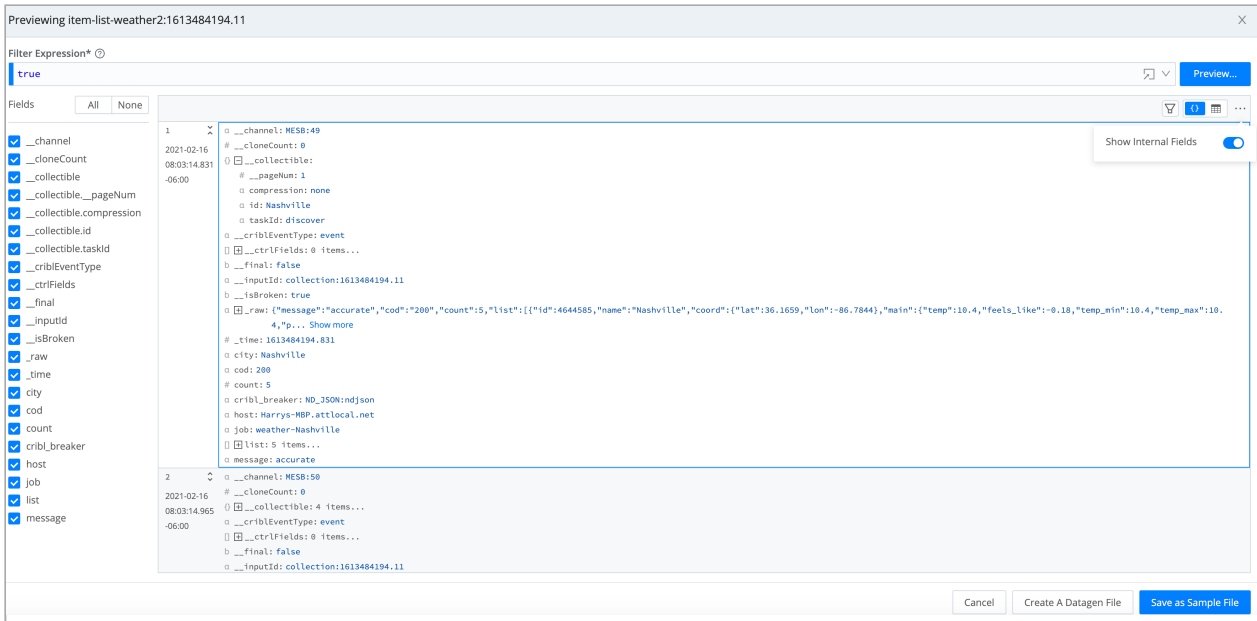 Previewing item-list-weather2:1613484194.11
Filter Expression*
true
Preview...
Fields
All
None
__channel
__cloneCount
__collectible
__collectible.__pageNum
__collectible.compression
__collectible.id
__collectible.taskId
__criblEventType
__ctrlFields
__final
__inputId
__isBroken
_raw
_time
city
cod
count
cribl_breaker
host
job
list
message
Show Internal Fields
1
2021-02-16
08:03:14.831
-06:00
α __channel: MESB:49
# __cloneCount: 0
{} __collectible:
# __pageNum: 1
α compression: none
α id: Nashville
α taskId: discover
α __criblEventType: event
[] __ctrlFields: 0 items...
b __final: false
α __inputId: collection:1613484194.11
b __isBroken: true
α _raw: {"message":"accurate","cod":"200","count":5,"list":[{"id":4644585,"name":"Nashville","coord":{"lat":36.1659,"lon":-86.7844},"main":{"temp":10.4,"feels_like":-0.18,"temp_min":10.4,"temp_max":10.
4,"p... Show more
# _time: 1613484194.831
α city: Nashville
α cod: 200
# count: 5
α cribl_breaker: ND_JSON:ndjson
α host: Harrys-MBP.attlocal.net
α job: weather-Nashville
[] list: 5 items...
α message: accurate
2
2021-02-16
08:03:14.965
-06:00
α __channel: MESB:50
# __cloneCount: 0
{} __collectible: 4 items...
α __criblEventType: event
[] __ctrlFields: 0 items...
b __final: false
α __inputId: collection:1613484194.11
Cancel
Create A Datagen File
Save as Sample File